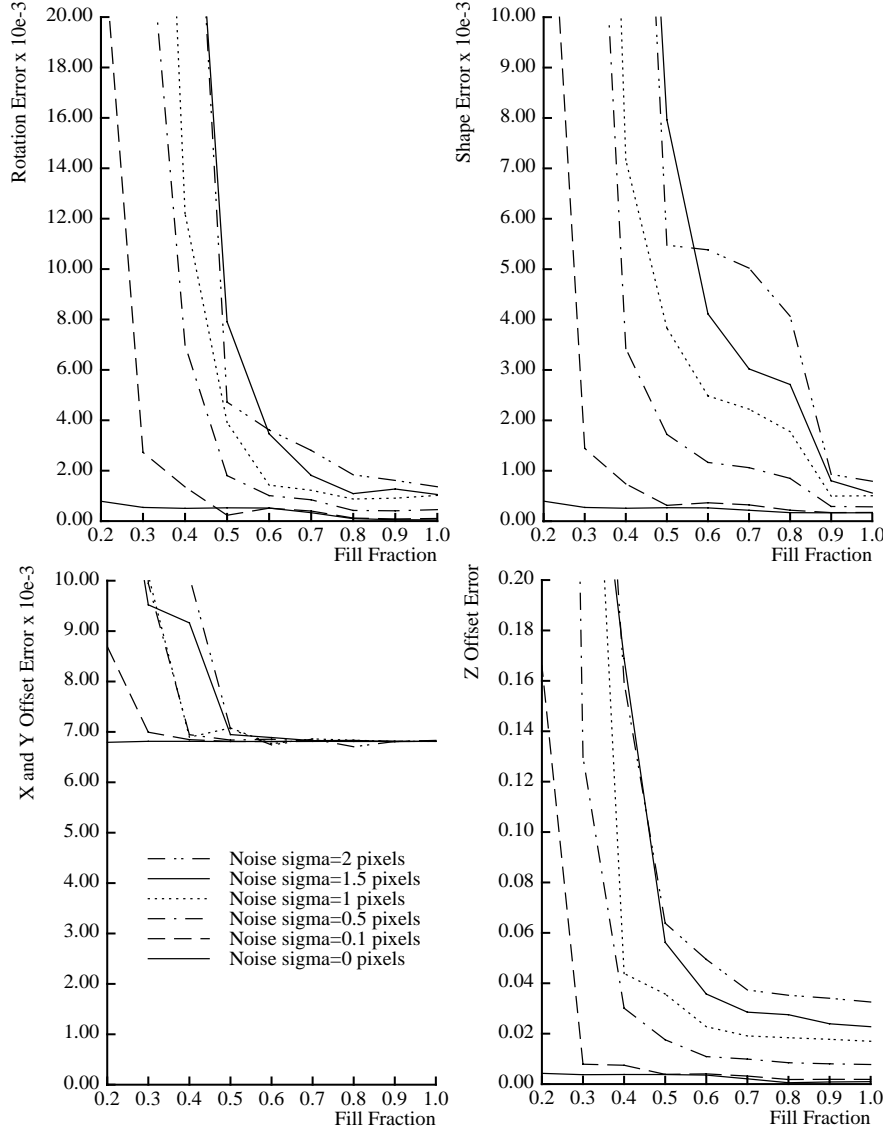 Rotation Error x 10e-3
20.00
18.00
16.00
14.00
12.00
10.00
8.00
6.00
4.00
2.00
0.00
0.2 0.3 0.4 0.5 0.6 0.7 0.8 0.9 1.0
Fill Fraction
Shape Error x 10e-3
10.00
9.00
8.00
7.00
6.00
5.00
4.00
3.00
2.00
1.00
0.00
0.2 0.3 0.4 0.5 0.6 0.7 0.8 0.9 1.0
Fill Fraction
X and Y Offset Error x 10e-3
10.00
9.00
8.00
7.00
6.00
5.00
4.00
3.00
2.00
1.00
0.00
Noise sigma=2 pixels
Noise sigma=1.5 pixels
Noise sigma=1 pixels
Noise sigma=0.5 pixels
Noise sigma=0.1 pixels
Noise sigma=0 pixels
0.2 0.3 0.4 0.5 0.6 0.7 0.8 0.9 1.0
Fill Fraction
Z Offset Error
0.20
0.18
0.16
0.14
0.12
0.10
0.08
0.06
0.04
0.02
0.00
0.2 0.3 0.4 0.5 0.6 0.7 0.8 0.9 1.0
Fill Fraction